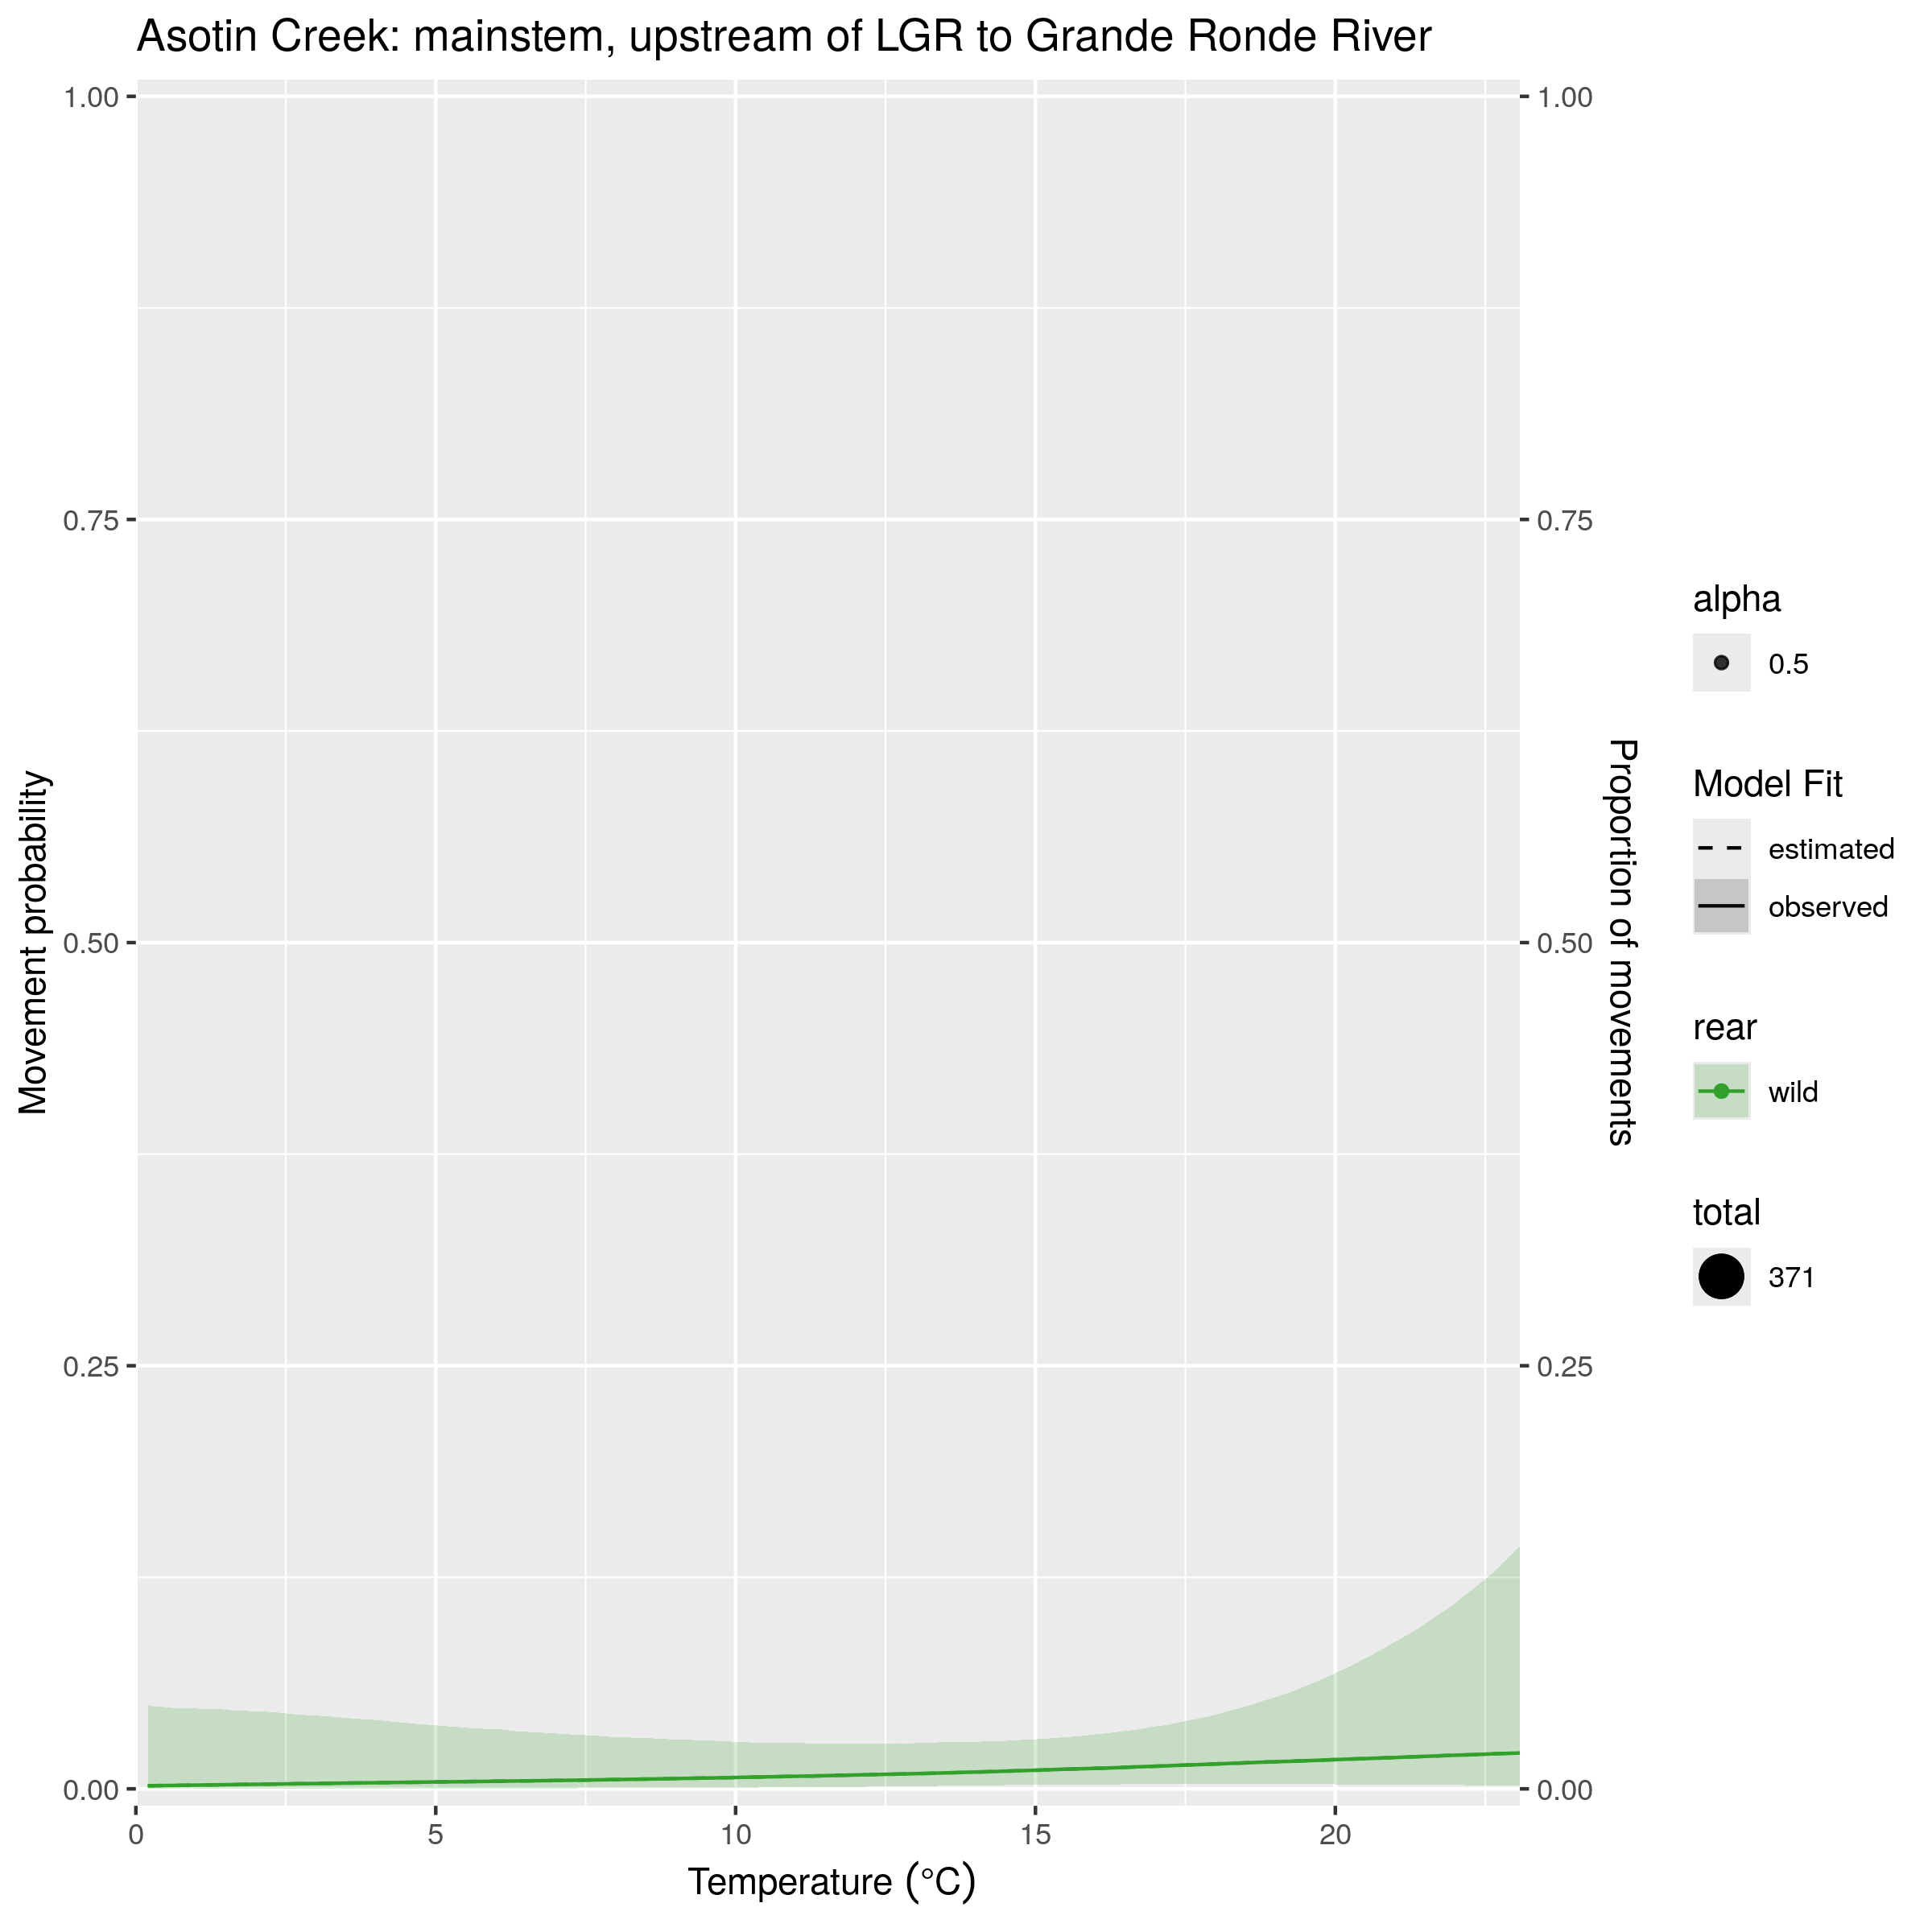 Asotin Creek: mainstem, upstream of LGR to Grande Ronde River
1.00
0.75
0.50
0.25
0.00
Movement probability
0
5
10
15
20
Temperature (°C)
1.00
0.75
0.50
0.25
0.00
Proportion of movements
alpha
0.5
Model Fit
estimated
observed
rear
wild
total
371